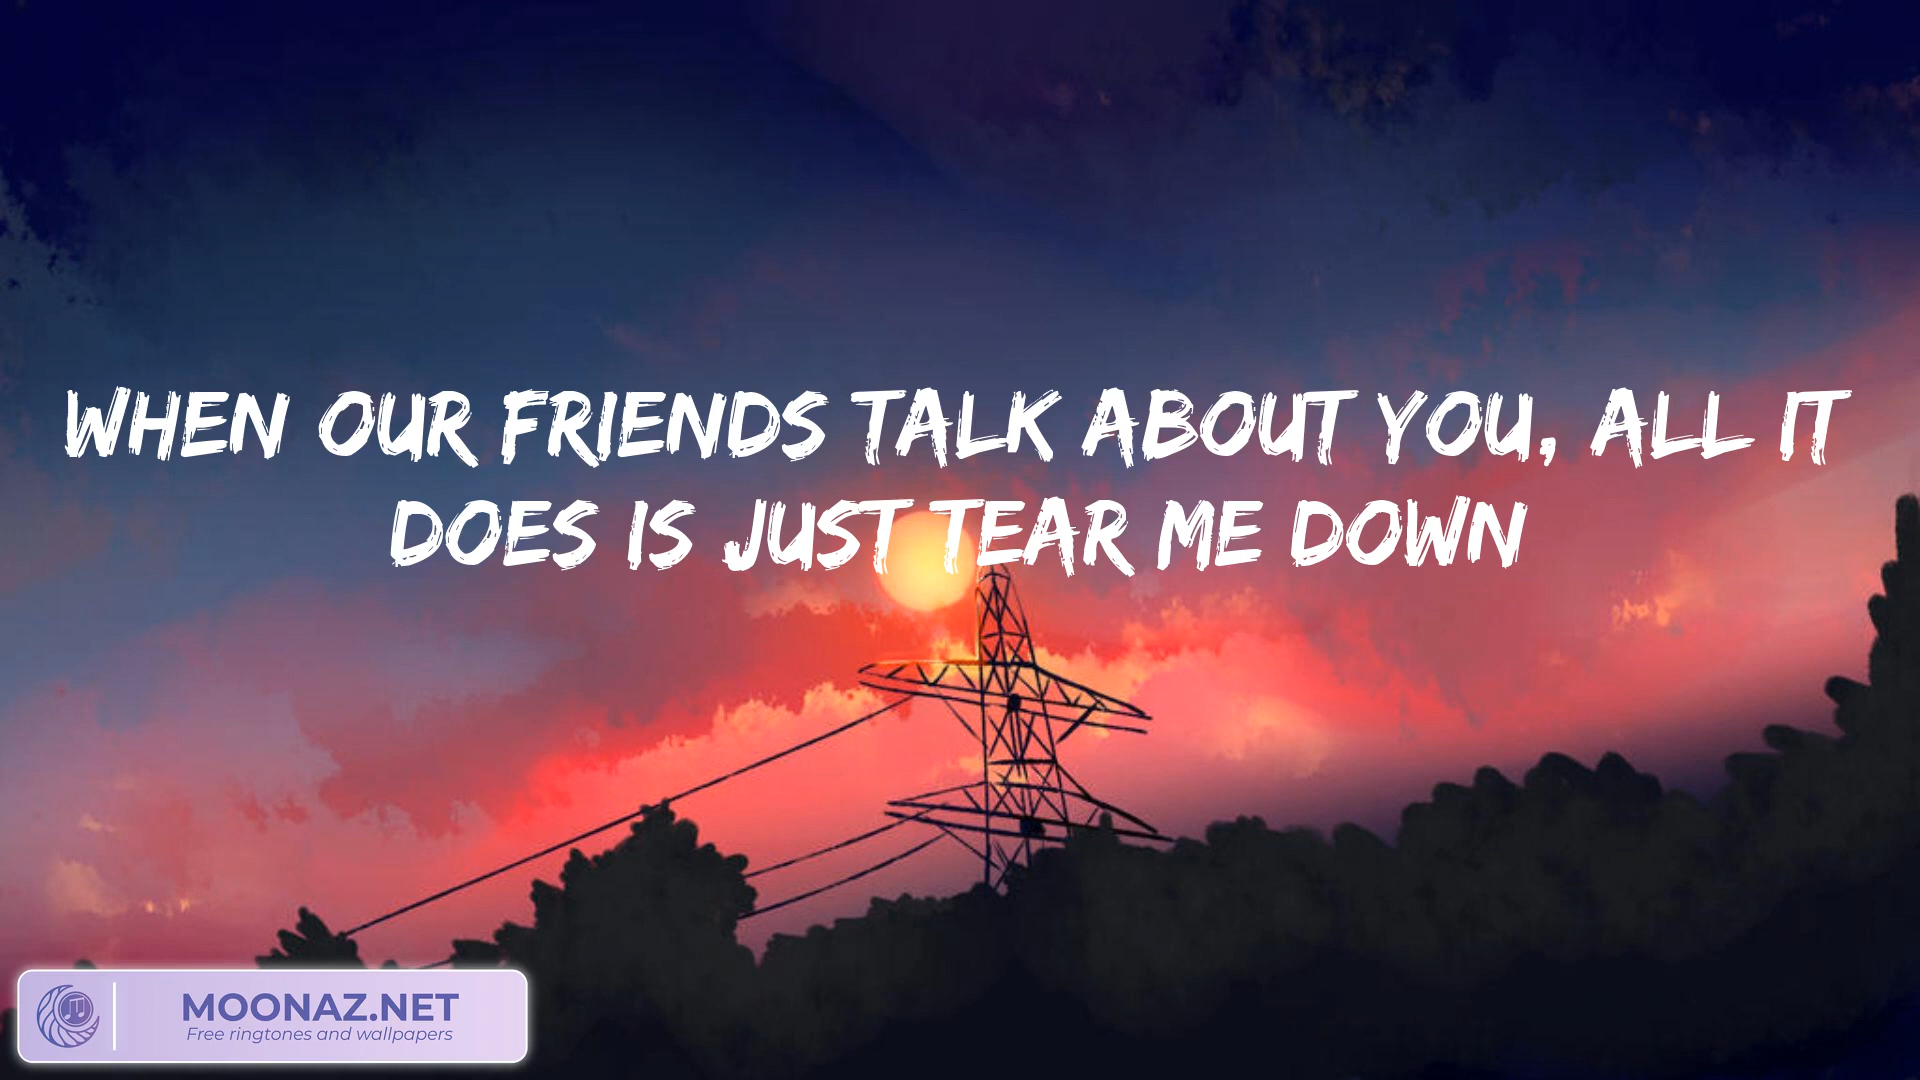 WHEN OUR FRIENDS TALK ABOUT YOU, ALL IT
DOES IS JUST TEAR ME DOWN
MOONAZ.NET
Free ringtones and wallpapers